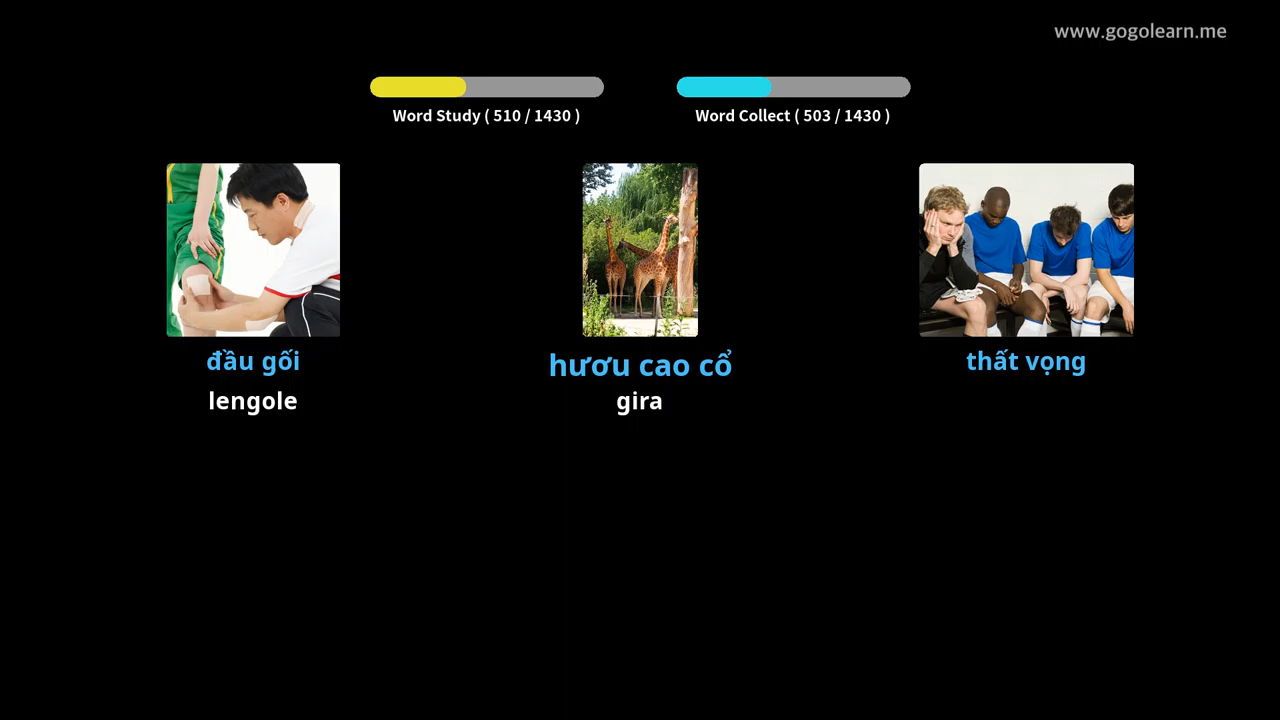 www.gogolearn.me
Word Study ( 510 / 1430 )
Word Collect ( 503 / 1430 )
đầu gối
lengole
hươu cao cổ
gira
thất vọng